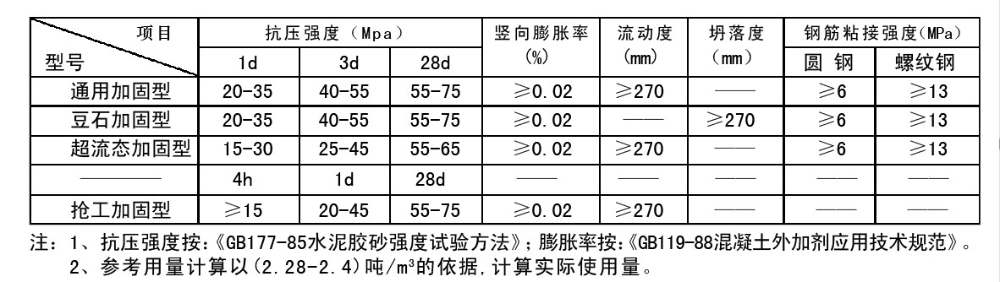 项目 抗压强度（Mpa） 竖向膨胀率 流动度 坍落度 钢筋粘接强度(MPa)
型号 1d 3d 28d (%) (mm) (mm) 圆 钢 螺纹钢
通用加固型 20-35 40-55 55-75 ≥0.02 ≥270 —— ≥6 ≥13
豆石加固型 20-35 40-55 55-75 ≥0.02 —— ≥270 ≥6 ≥13
超流态加固型 15-30 25-45 55-65 ≥0.02 ≥270 —— ≥6 ≥13
———— 4h 1d 28d —— —— —— —— ——
抢工加固型 ≥15 20-45 55-75 ≥0.02 ≥270 —— —— ——
注：1、抗压强度按：《GB177-85水泥胶砂强度试验方法》；膨胀率按：《GB119-88混凝土外加剂应用技术规范》。
2、参考用量计算以(2.28-2.4)吨/m³的依据,计算实际使用量。